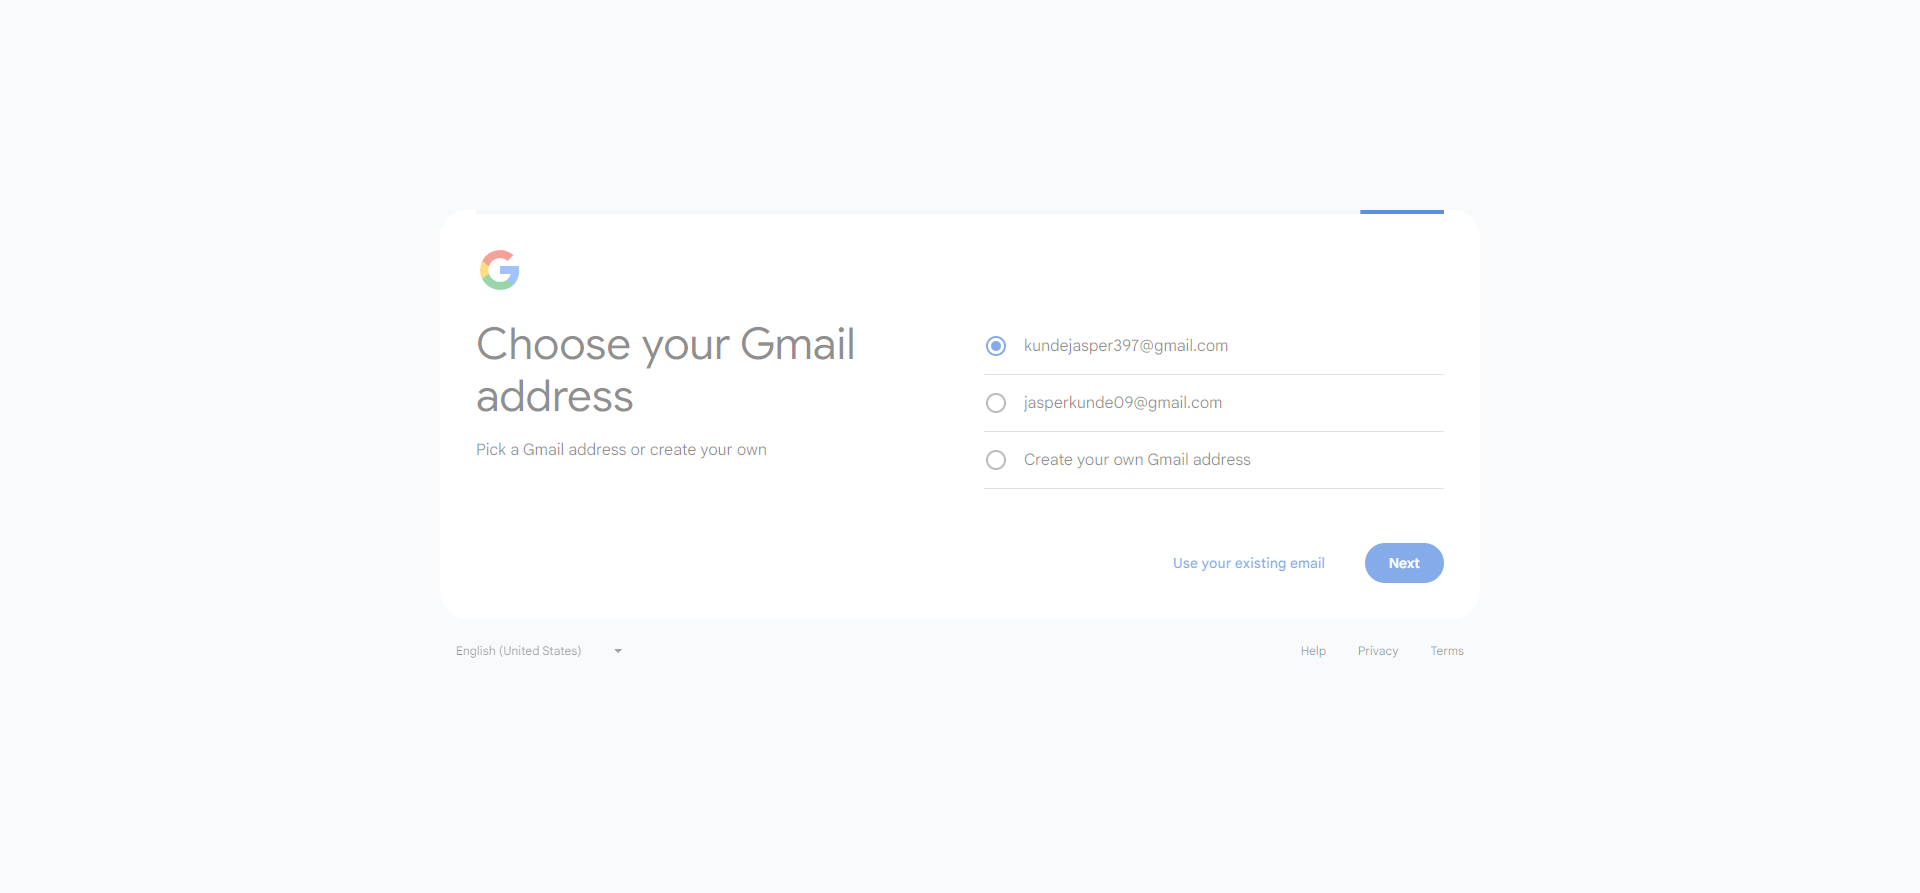 Choose your Gmail
address
Pick a Gmail address or create your own
kundejasper397@gmail.com
jasperkunde09@gmail.com
Create your own Gmail address
Use your existing email
Next
English (United States)
Help
Privacy
Terms